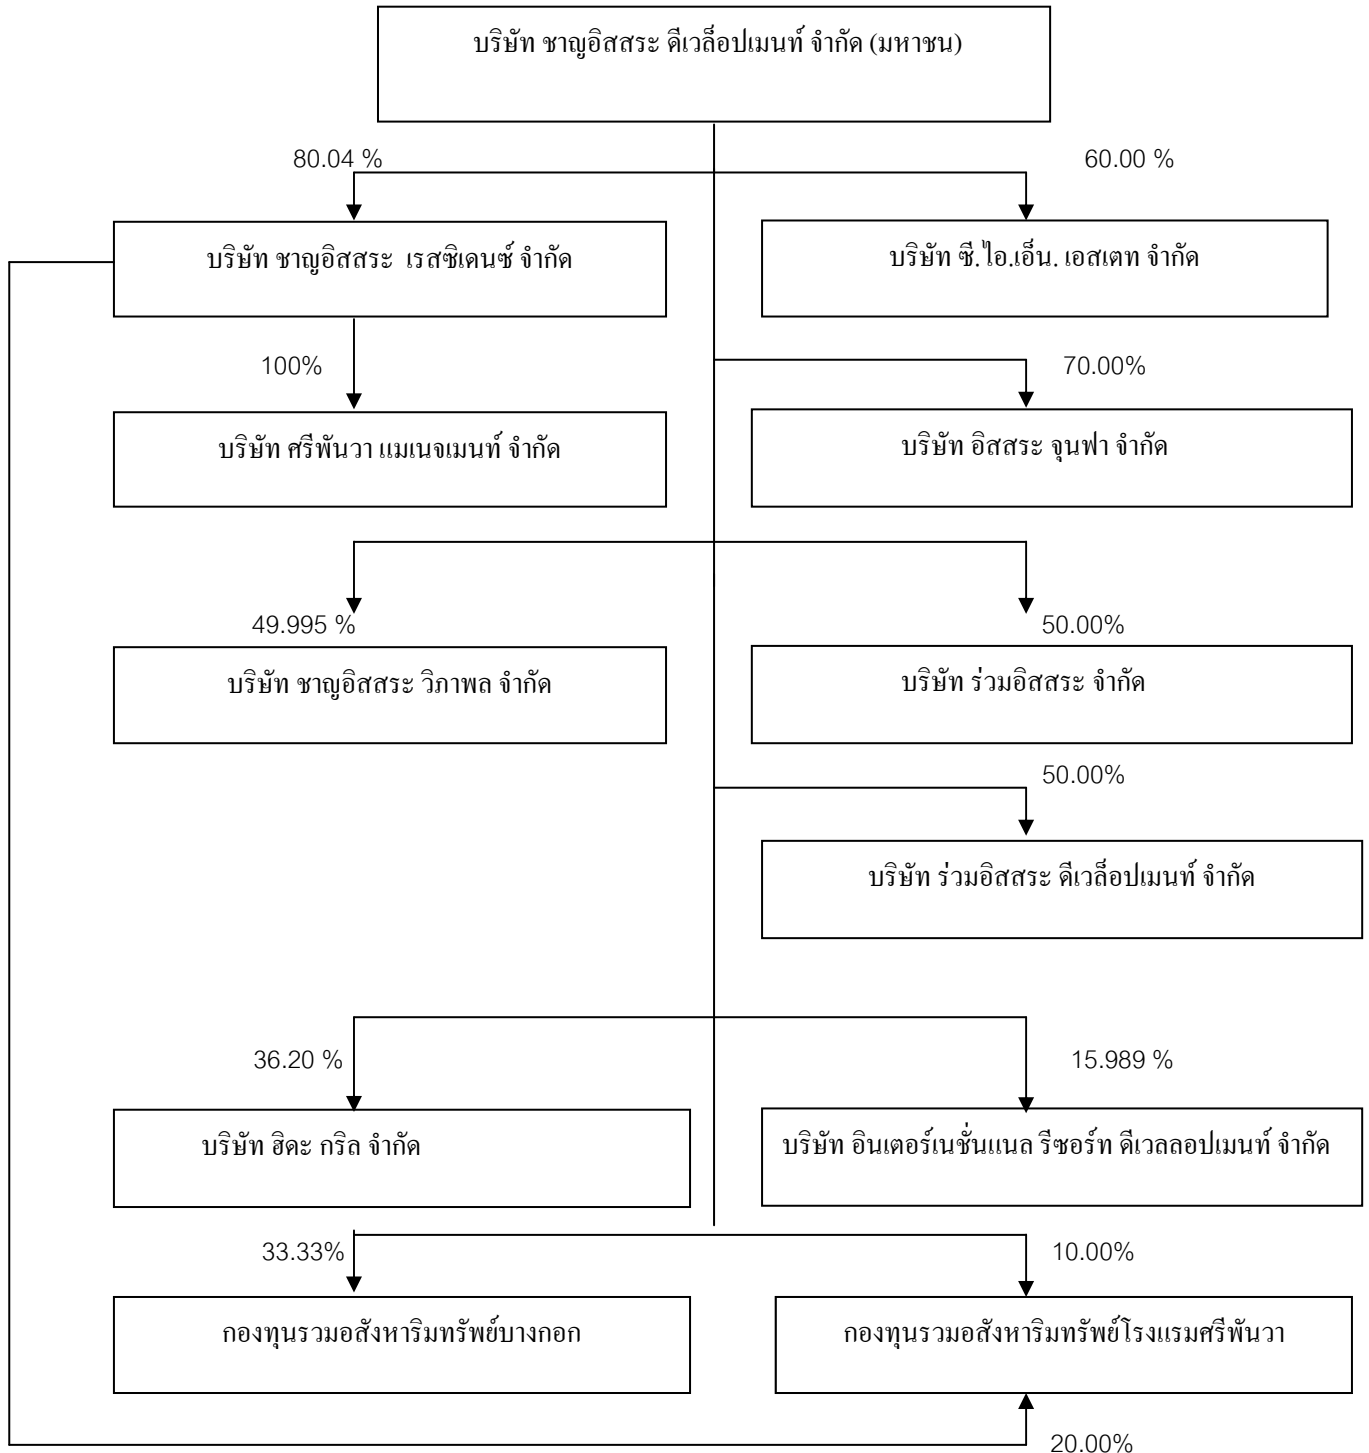 บริษัท ชาญอิสสระ ดีเวล็อปเมนท์ จำกัด (มหาชน)
80.04 %
60.00 %
บริษัท ชาญอิสสระ เรสซิเดนซ์ จำกัด
บริษัท ซี.ไอ.เอ็น. เอสเตท จำกัด
100%
70.00%
บริษัท ศรีพันวา แมเนจเมนท์ จำกัด
บริษัท อิสสระ จุนฟา จำกัด
49.995 %
50.00%
บริษัท ชาญอิสสระ วิภาพล จำกัด
บริษัท ร่วมอิสสระ จำกัด
50.00%
บริษัท ร่วมอิสสระ ดีเวล็อปเมนท์ จำกัด
36.20 %
15.989 %
บริษัท ฮิดะ กริล จำกัด
บริษัท อินเตอร์เนชั่นแนล รีซอร์ท ดีเวลลอปเมนท์ จำกัด
33.33%
10.00%
กองทุนรวมอสังหาริมทรัพย์บางกอก
กองทุนรวมอสังหาริมทรัพย์โรงแรมศรีพันวา
20.00%